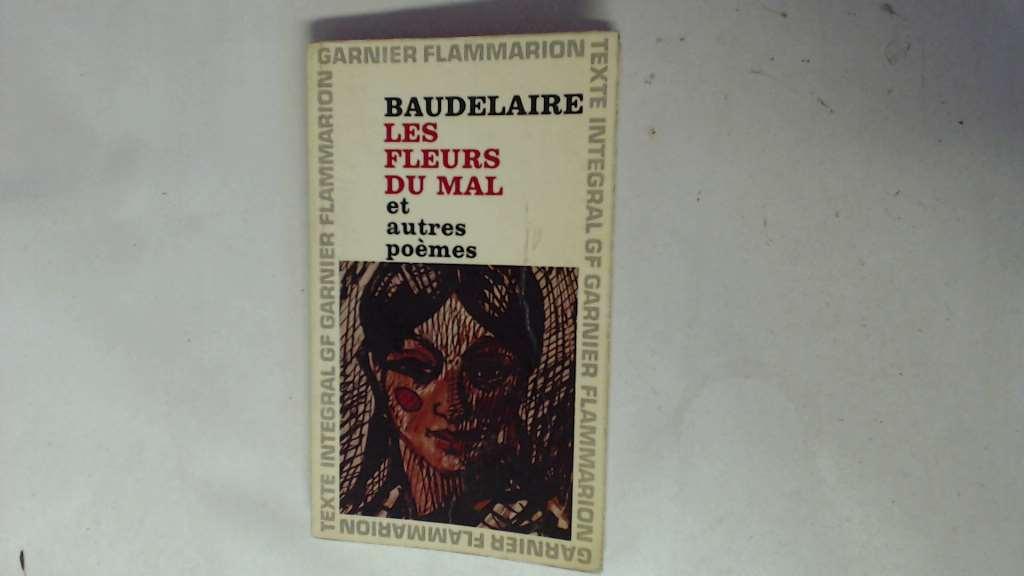 GARNIER FLAMMARION
TEXTE INTEGRAL GF GARNIER FLAMMARION
BAUDELAIRE
LES
FLEURS
DU MAL
et
autres
poèmes
TEXTE INTEGRAL GF GARNIER FLAMMARION
GARNIER FLAMMARION